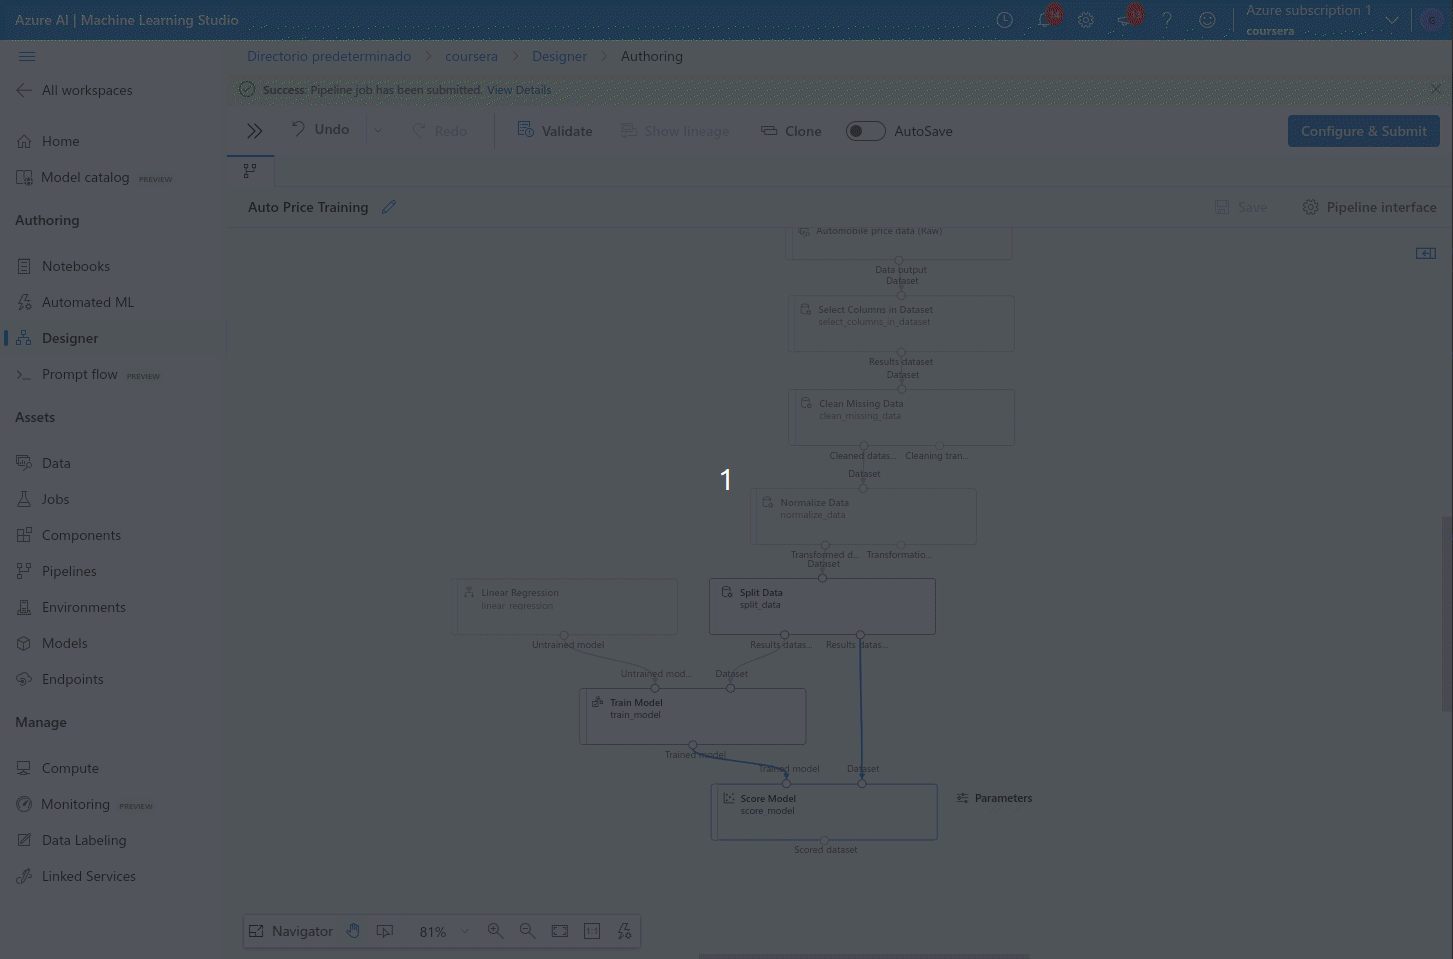 Azure AI | Machine Learning Studio
Azure subscription 1
coursera
Directorio predeterminado > coursera > Designer > Authoring
All workspaces
Success: Pipeline job has been submitted. View Details
Undo
Redo
Validate
Show lineage
Clone
AutoSave
Configure & Submit
Home
Model catalog PREVIEW
Authoring
Notebooks
Automated ML
Designer
Prompt flow PREVIEW
Assets
Data
Jobs
Components
Pipelines
Environments
Models
Endpoints
Manage
Compute
Monitoring PREVIEW
Data Labeling
Linked Services
Auto Price Training
Save
Pipeline interface
Automobile price data (Raw)
Data output
Dataset
Select Columns in Dataset
select_columns_in_dataset
Results dataset
Dataset
Clean Missing Data
clean_missing_data
Cleaned datas... Cleaning tran...
Dataset
1
Normalize Data
normalize_data
Transformed d... Transformatio...
Dataset
Linear Regression
linear_regression
Untrained model
Split Data
split_data
Results datas... Results datas...
Untrained mod... Dataset
Train Model
train_model
Trained model
Trained model Dataset
Score Model
score_model
Parameters
Scored dataset
Navigator
81%
1:1